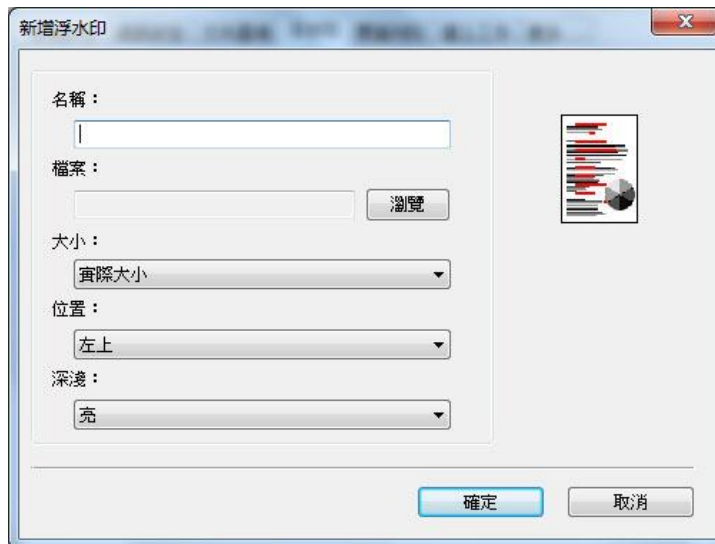 新增浮水印
名稱：
檔案：
瀏覽
大小：
實際大小
位置：
左上
深淺：
亮
確定
取消